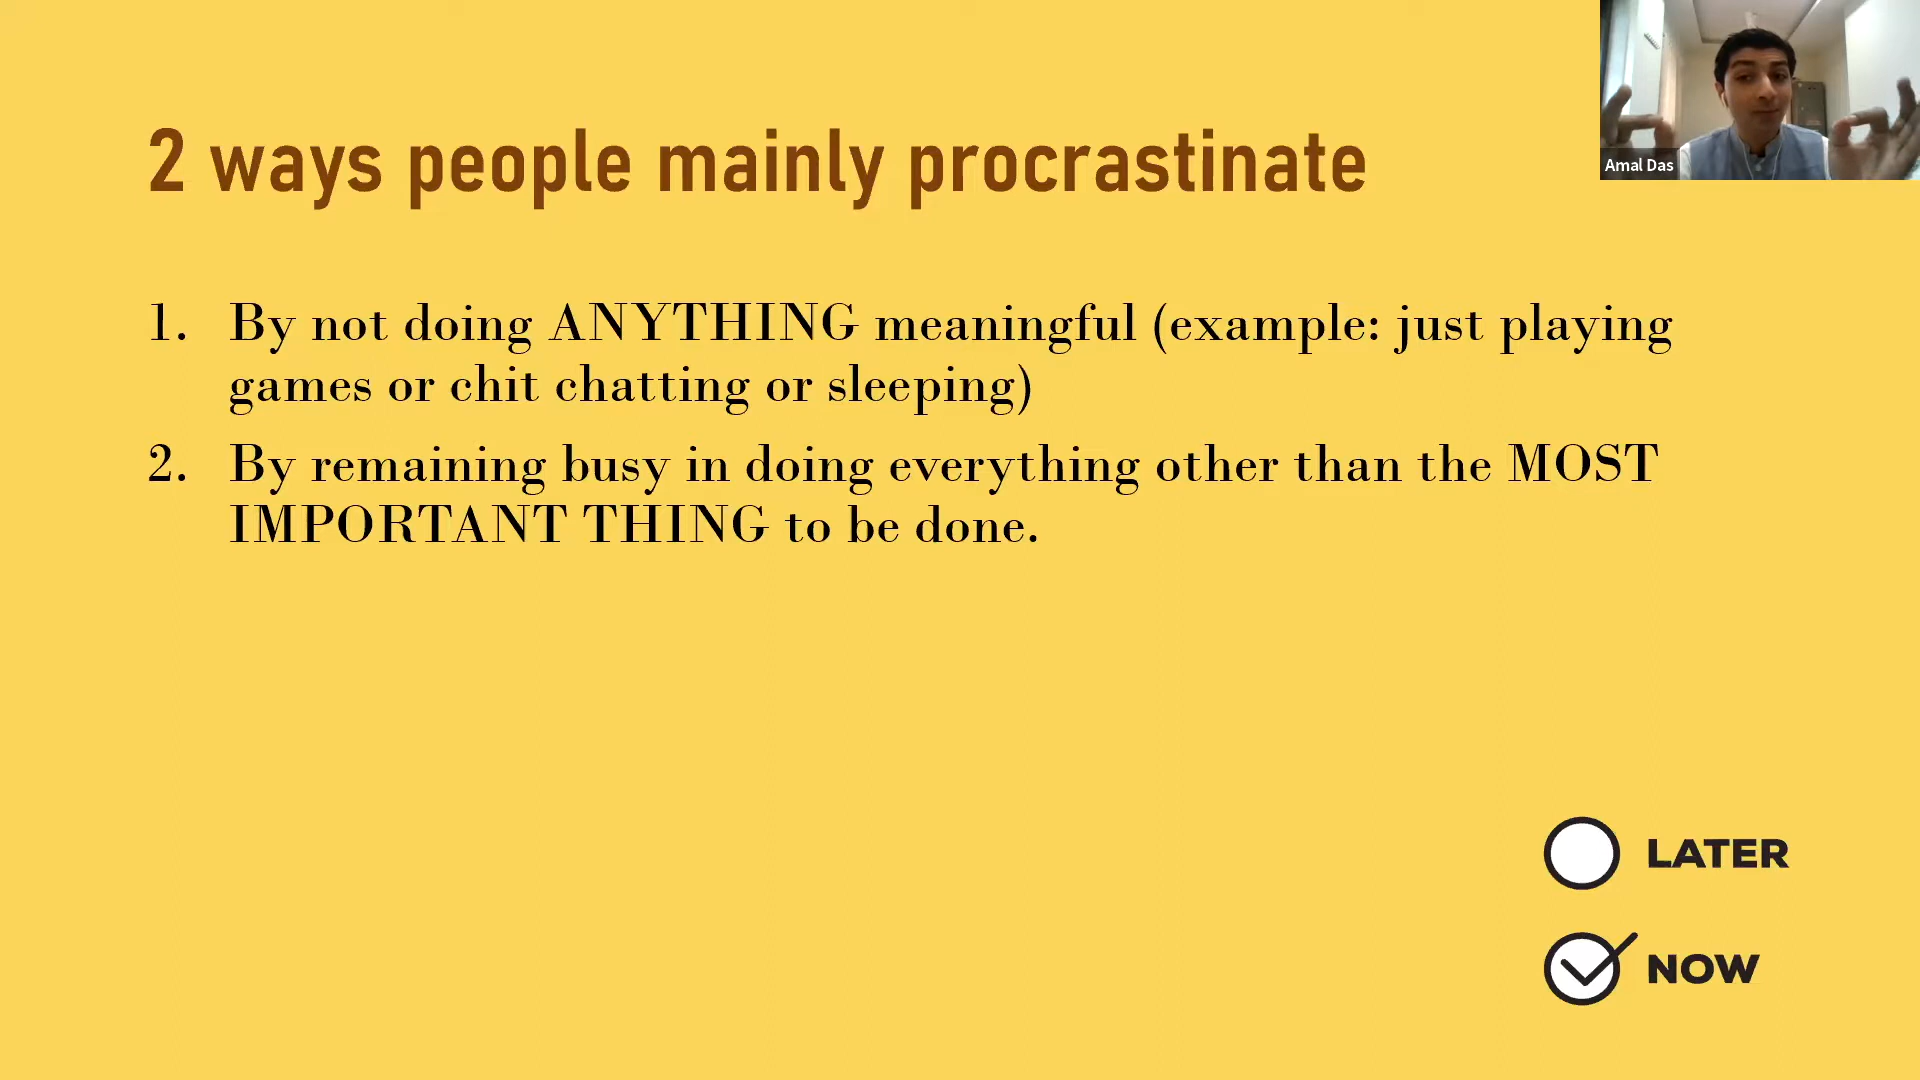 2 ways people mainly procrastinate
Amal Das
1. By not doing ANYTHING meaningful (example: just playing
games or chit chatting or sleeping)
2. By remaining busy in doing everything other than the MOST
IMPORTANT THING to be done.
LATER
NOW